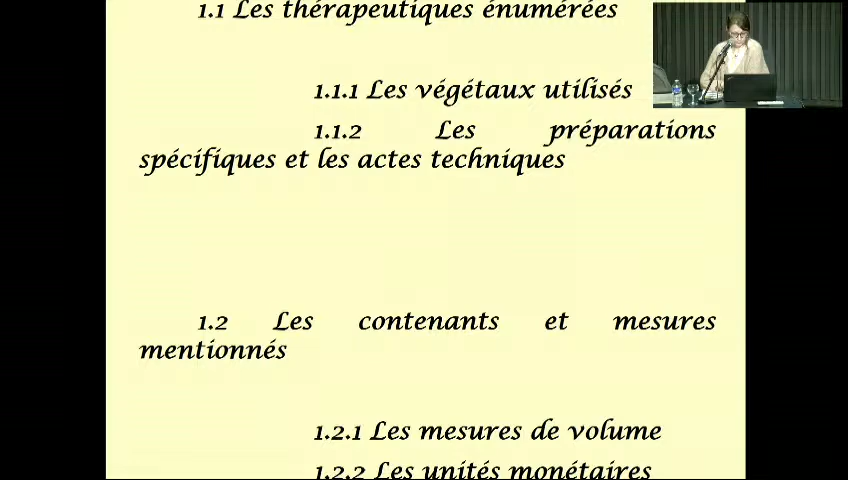 1.1 Les thérapeutiques énumérées
1.1.1 Les végétaux utilisés
1.1.2 Les préparations
spécifiques et les actes techniques
1.2 Les contenants et mesures
mentionnés
1.2.1 Les mesures de volume
1.2.2 Les unités monétaires